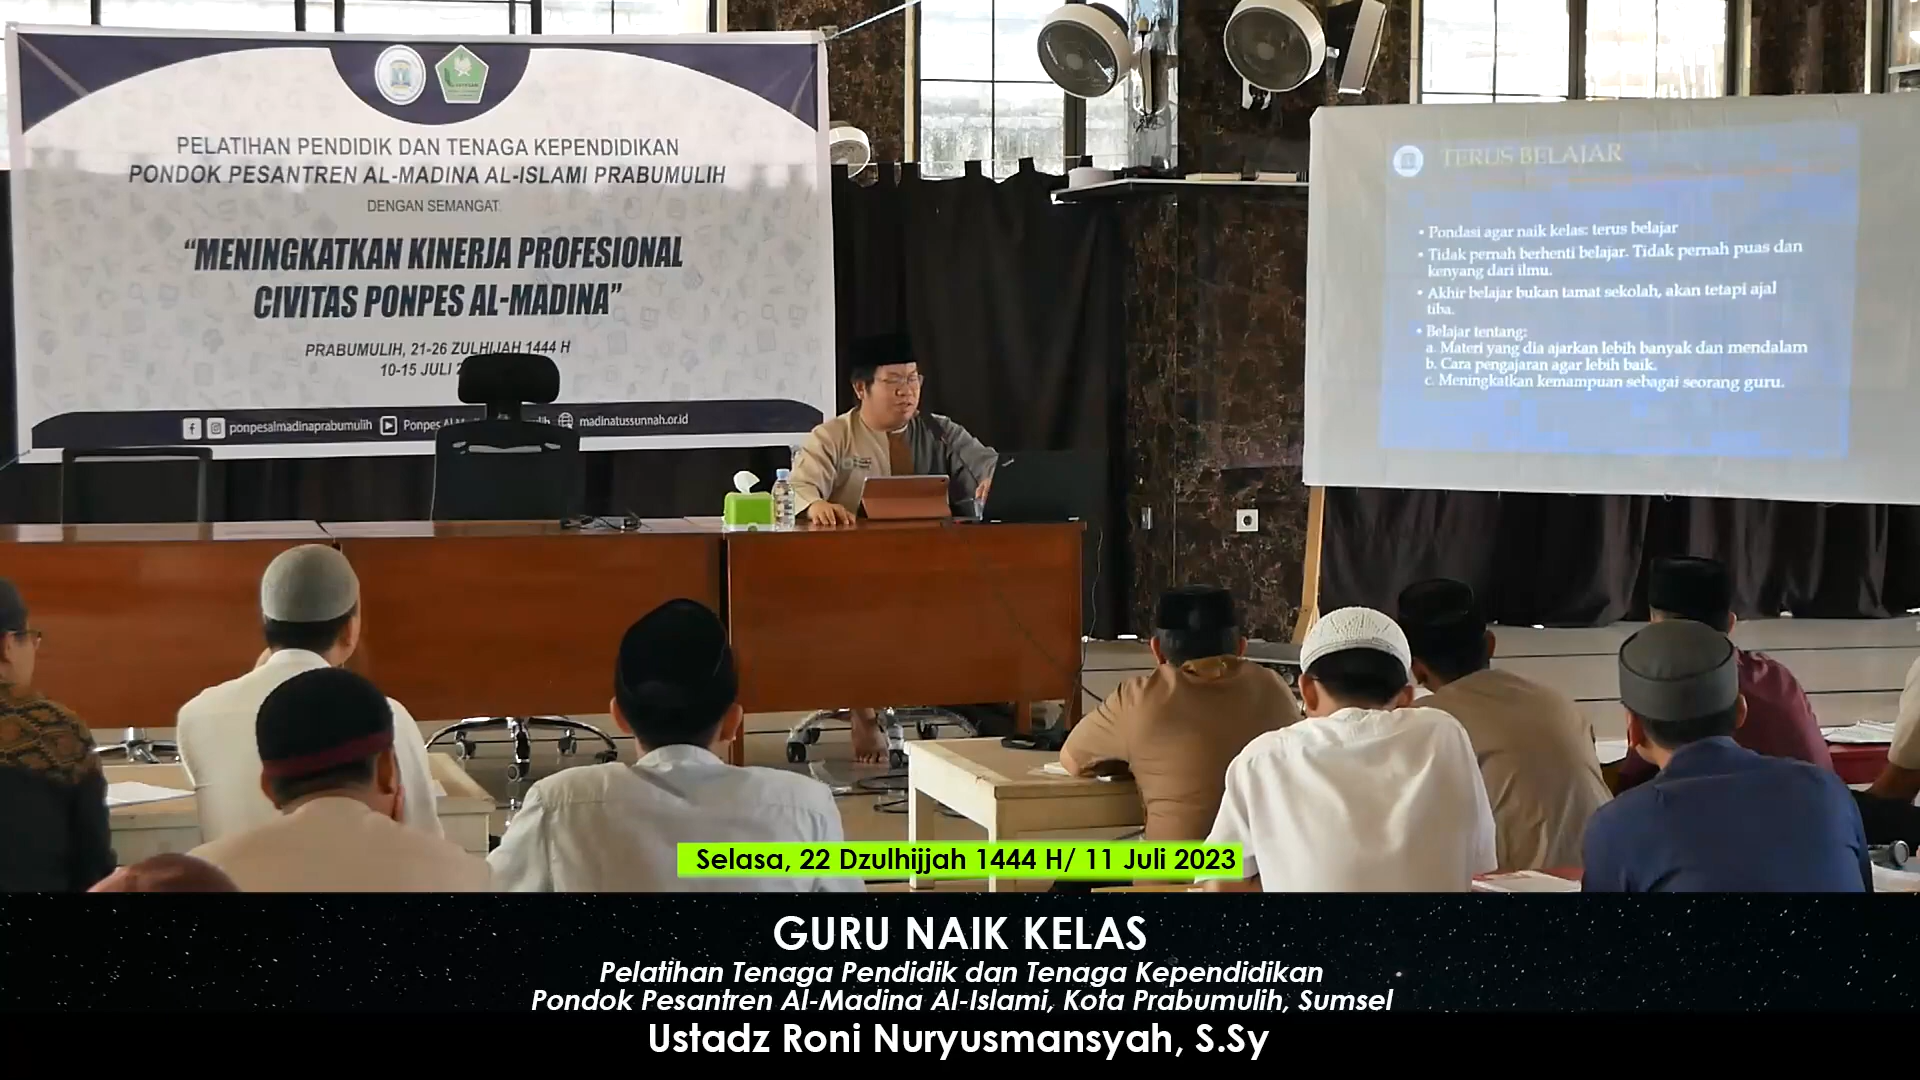 PELATIHAN PENDIDIK DAN TENAGA KEPENDIDIKAN
PONDOK PESANTREN AL-MADINA AL-ISLAMI PRABUMULIH
DENGAN SEMANGAT
“MENINGKATKAN KINERJA PROFESIONAL
CIVITAS PONPES AL-MADINA”
PRABUMULIH, 21-26 ZULHIJAH 1444 H
10-15 JULI
ponpesalmadinaprabumulih Ponpes madinatussunnah.or.id
TERUS BELAJAR
• Pondasi agar naik kelas: terus belajar
• Tidak pernah berhenti belajar. Tidak pernah puas dan
kenyang dari ilmu.
• Akhir belajar bukan tamat sekolah, akan tetapi ajal
tiba.
• Belajar tentang:
a. Materi yang dia ajarkan lebih banyak dan mendalam
b. Cara pengajaran agar lebih baik.
c. Meningkatkan kemampuan sebagai seorang guru.
Selasa, 22 Dzulhijjah 1444 H/ 11 Juli 2023
GURU NAIK KELAS
Pelatihan Tenaga Pendidik dan Tenaga Kependidikan
Pondok Pesantren Al-Madina Al-Islami, Kota Prabumulih, Sumsel
Ustadz Roni Nuryusmansyah, S.Sy